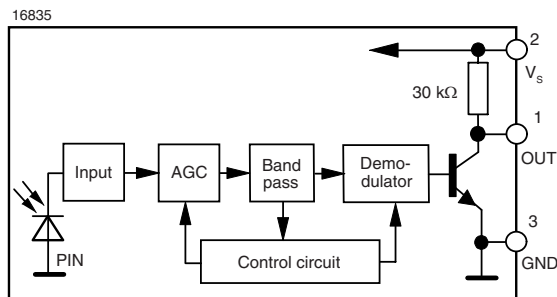 16835
2
V_S
30 kΩ
1
OUT
Input
AGC
Band
pass
Demo-
dulator
3
GND
PIN
Control circuit